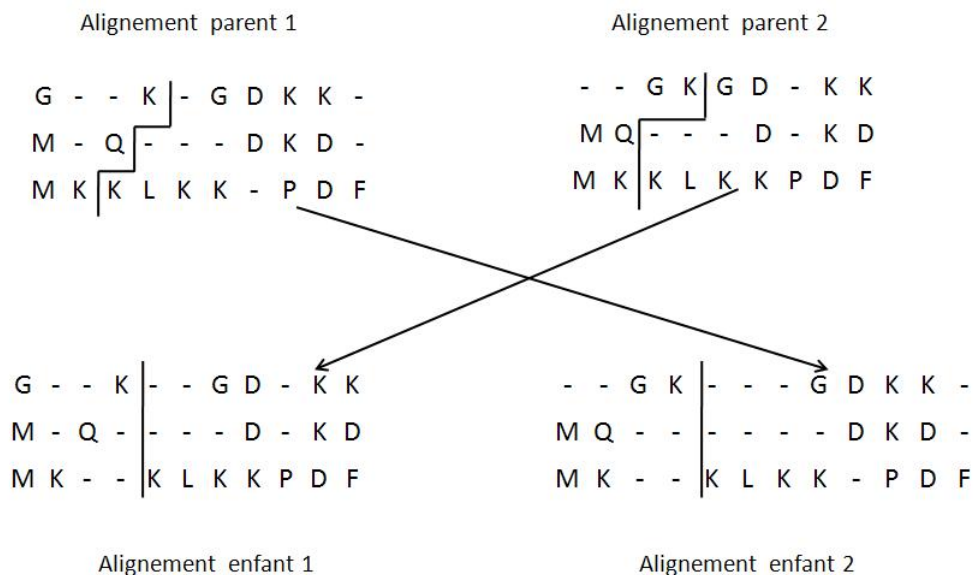 Alignement parent 1
G - - K - G D K K -
M - Q - - - D K D -
M K K L K K - P D F
Alignement parent 2
- - G K G D - K K
M Q - - - D - K D
M K K L K K P D F
G - - K - - G D - K K
M - Q - - - - D - K D
M K - - K L K K P D F
Alignement enfant 1
- - G K - - - G D K K -
M Q - - - - - - D K D -
M K - - K L K K - P D F
Alignement enfant 2